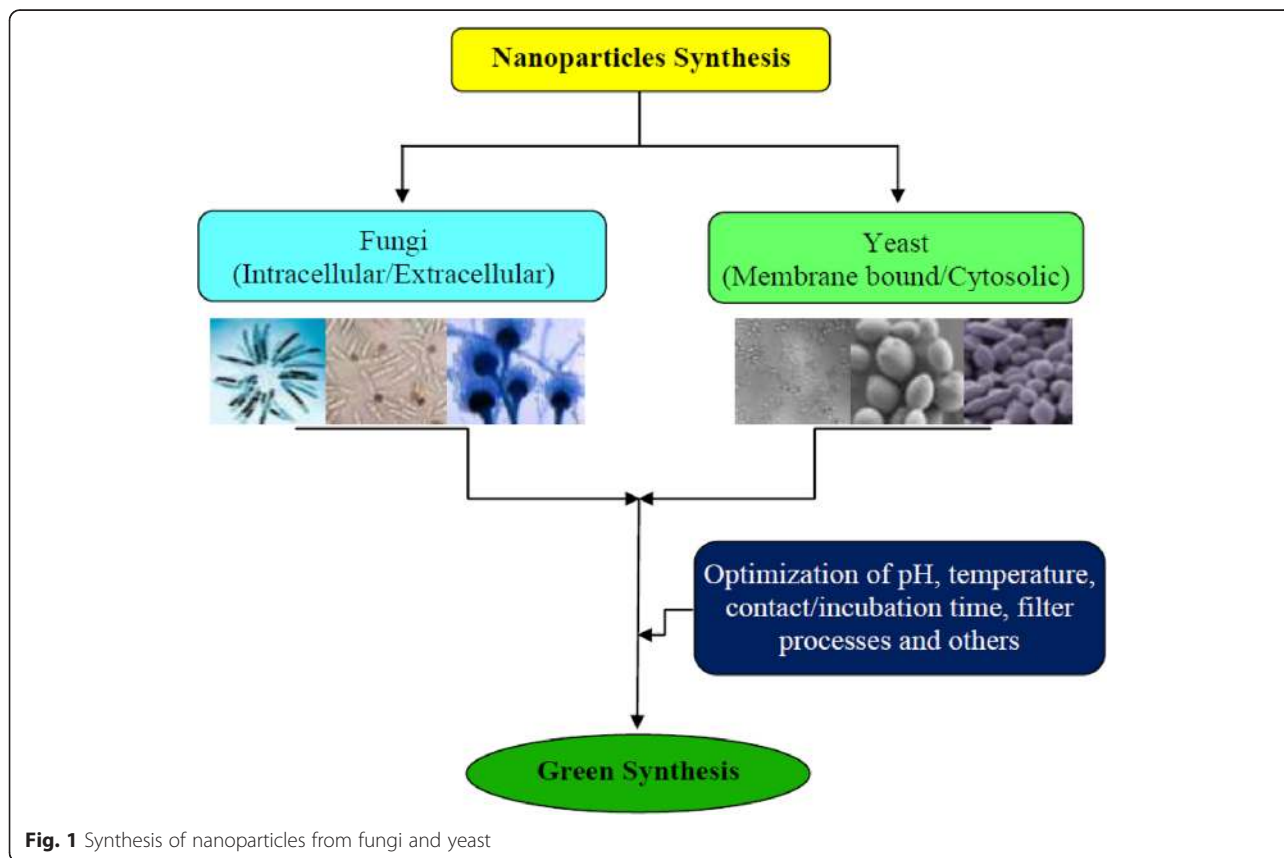 Nanoparticles Synthesis
Fungi
(Intracellular/Extracellular)
Yeast
(Membrane bound/Cytosolic)
Optimization of pH, temperature,
contact/incubation time, filter
processes and others
Green Synthesis
Fig. 1 Synthesis of nanoparticles from fungi and yeast